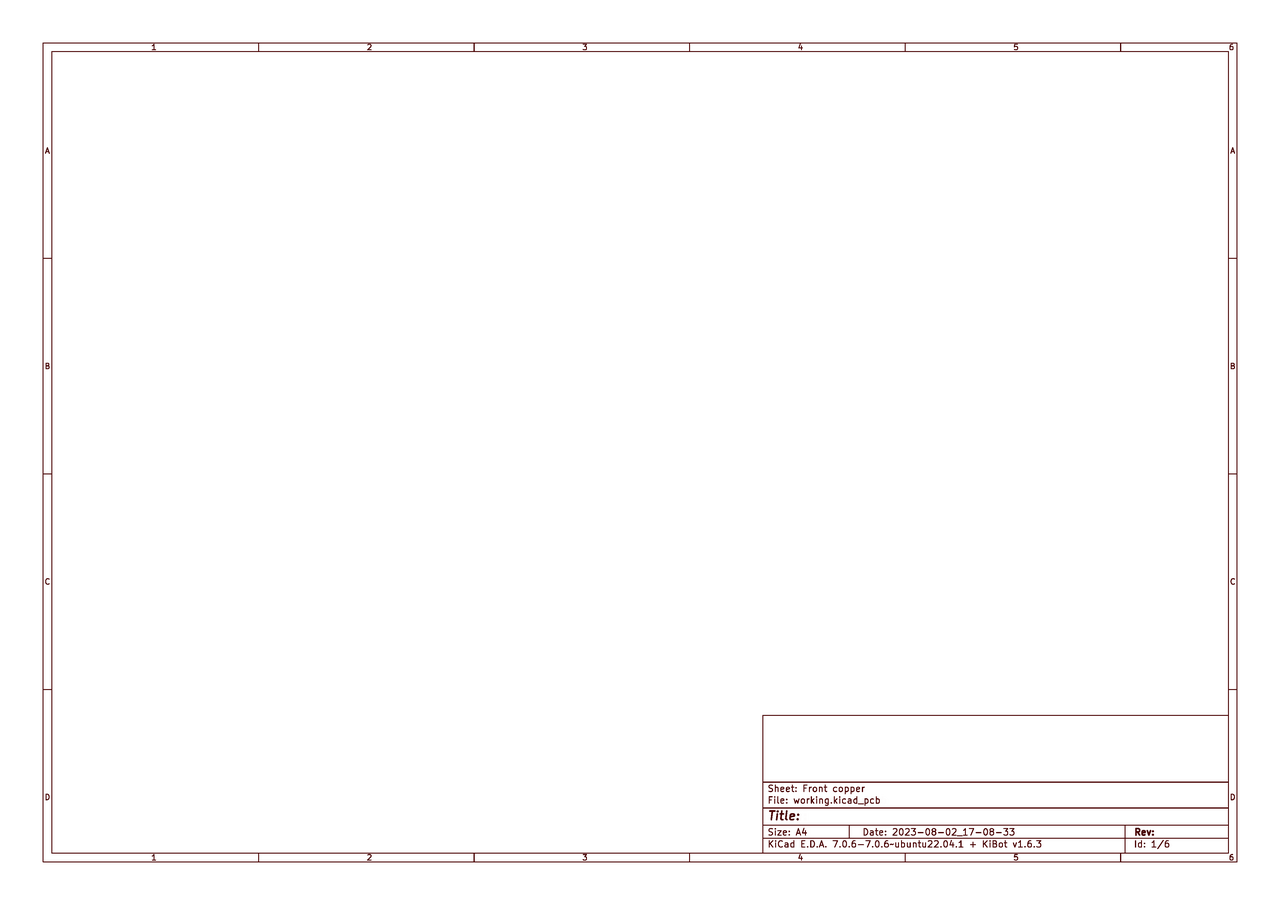 1 2 3 4 5 6
A A
B B
C C
Sheet: Front copper
File: working.kicad_pcb
D D
Title:
Size: A4 Date: 2023-08-02_17-08-33 Rev:
KiCad E.D.A. 7.0.6-7.0.6~ubuntu22.04.1 + KiBot v1.6.3 Id: 1/6
1 2 3 4 5 6